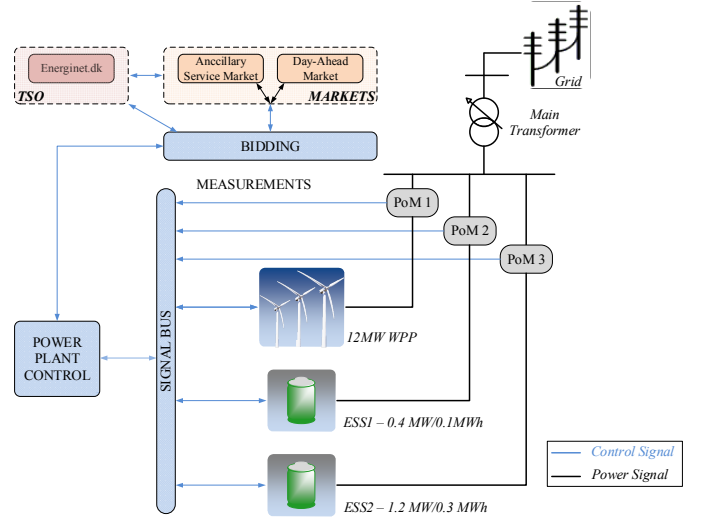 Energinet.dk
TSO
Anccillary
Service Market
Day-Ahead
Market
MARKETS
Grid
Main
Transformer
BIDDING
MEASUREMENTS
PoM 1
PoM 2
PoM 3
12MW WPP
POWER
PLANT
CONTROL
SIGNAL BUS
ESS1 – 0.4 MW/0.1MWh
ESS2 – 1.2 MW/0.3 MWh
Control Signal
Power Signal